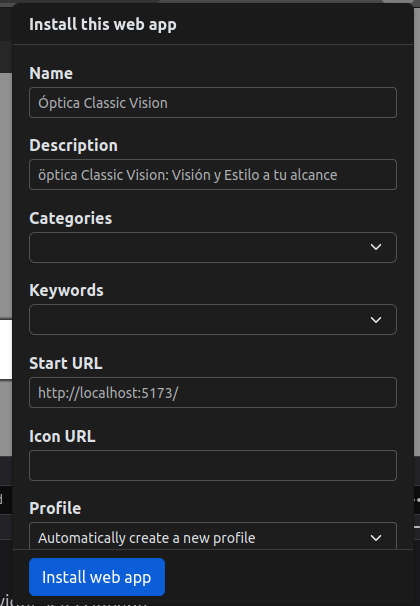 Install this web app
Name
Óptica Classic Vision
Description
öptica Classic Vision: Visión y Estilo a tu alcance
Categories
Keywords
Start URL
http://localhost:5173/
Icon URL
Profile
Automatically create a new profile
Install web app